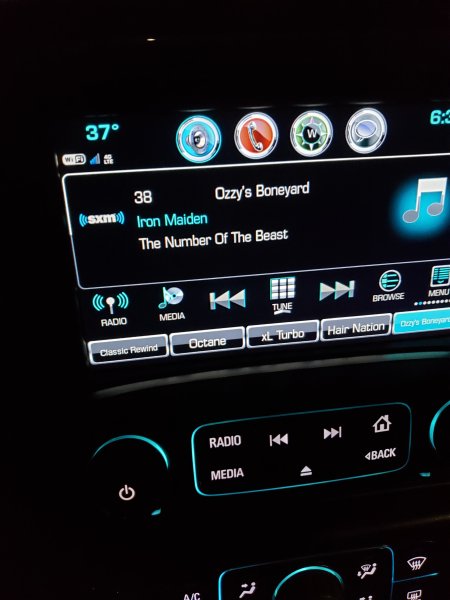 37°
6:3
W
WiFi
4G
LTE
38 Ozzy's Boneyard
((sxm))
Iron Maiden
The Number Of The Beast
RADIO
MEDIA
TUNE
BROWSE
MENU
Classic Rewind
Octane
xL Turbo
Hair Nation
Ozzy's Boneyard
RADIO
MEDIA
BACK
A/C